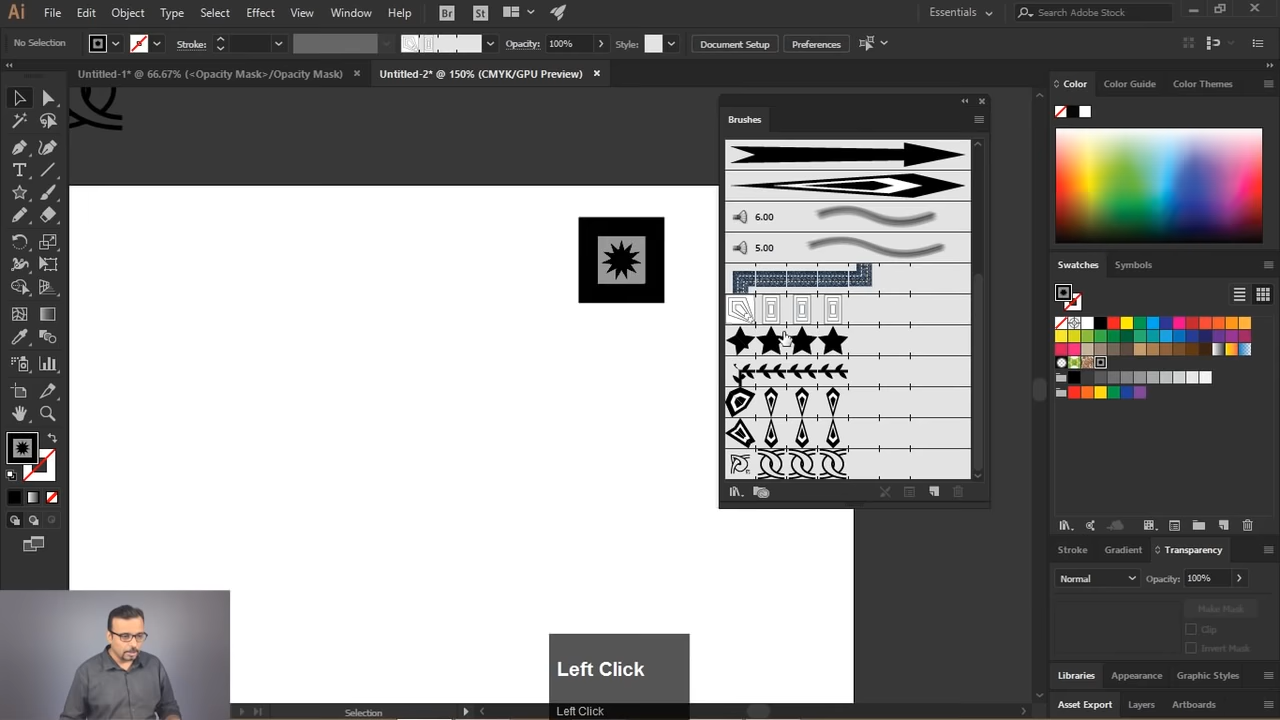 Ai File Edit Object Type Select Effect View Window Help Br St Essentials Search Adobe Stock
No Selection Stroke: Opacity: 100% Style: Document Setup Preferences
Untitled-1* @ 66.67% (<Opacity Mask>/Opacity Mask) × Untitled-2* @ 150% (CMYK/GPU Preview) ×
Color Color Guide Color Themes
Brushes
6.00
5.00
Swatches Symbols
Stroke Gradient Transparency
Normal Opacity: 100%
Make Mask
Clip
Invert Mask
Libraries Appearance Graphic Styles
Asset Export Layers Artboards
Left Click
Left Click
Selection